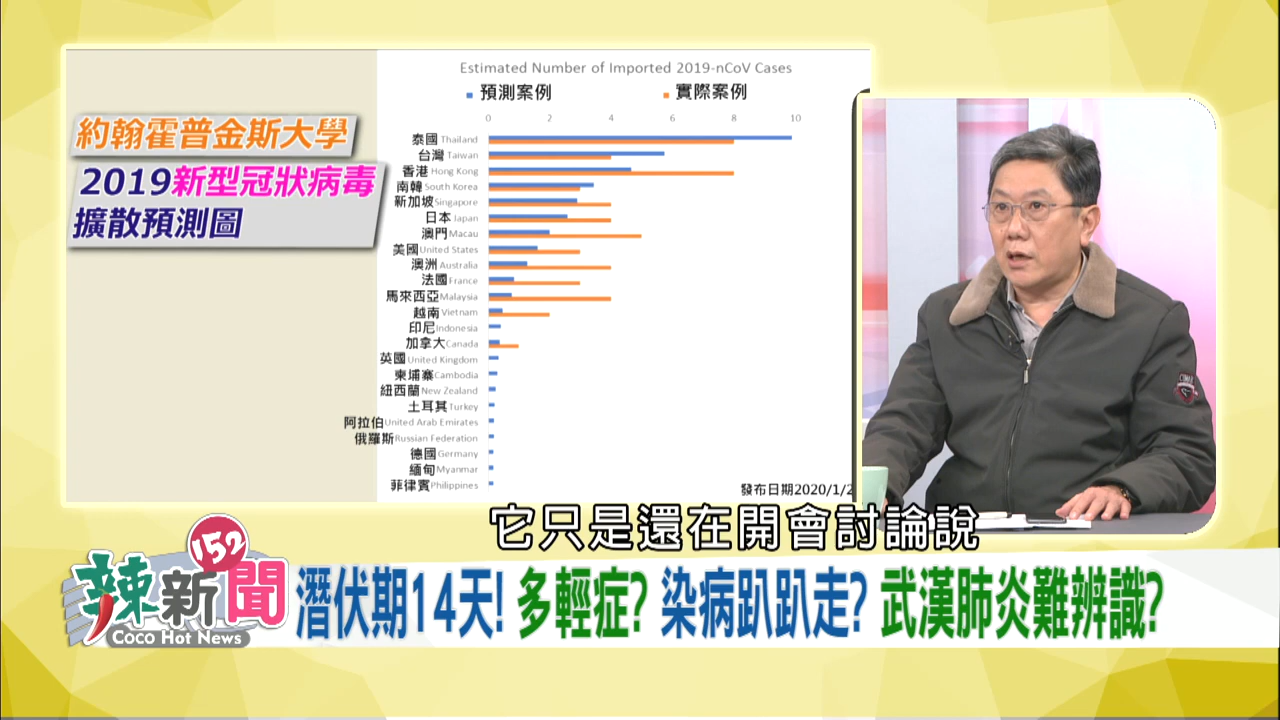 約翰霍普金斯大學
2019新型冠狀病毒
擴散預測圖
Estimated Number of Imported 2019-nCoV Cases
預測案例 實際案例
0 2 4 6 8 10
泰國 Thailand
台灣 Taiwan
香港 Hong Kong
南韓 South Korea
新加坡 Singapore
日本 Japan
澳門 Macau
美國 United States
澳洲 Australia
法國 France
馬來西亞 Malaysia
越南 Vietnam
印尼 Indonesia
加拿大 Canada
英國 United Kingdom
柬埔寨 Cambodia
紐西蘭 New Zealand
土耳其 Turkey
阿拉伯 United Arab Emirates
俄羅斯 Russian Federation
德國 Germany
緬甸 Myanmar
菲律賓 Philippines
發布日期2020/1/2
它只是還在開會討論說
152
辣新聞
Coco Hot News
潛伏期14天! 多輕症? 染病趴趴走? 武漢肺炎難辨識?